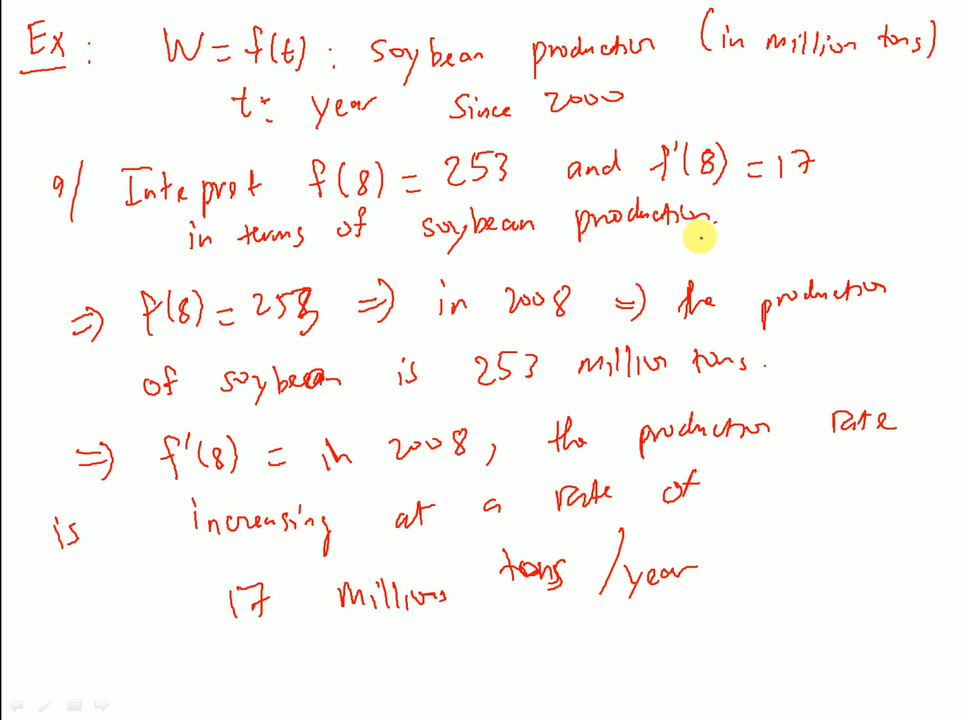 Ex : W = f(t) : soybean production (in million tons)
t : year since 2000
a/ Interpret f(8) = 253 and f'(8) = 17
in terms of soybean production.
⇒ f(8) = 253 ⇒ in 2008 ⇒ the production
of soybean is 253 million tons.
⇒ f'(8) = in 2008, the production rate
is increasing at a rate of
17 millions tons /year